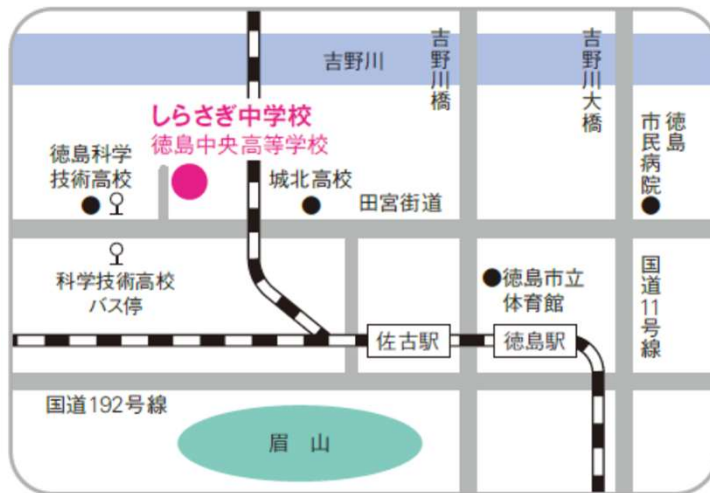 吉野川
吉野川橋
吉野川大橋
しらさぎ中学校
徳島中央高等学校
徳島科学
技術高校
城北高校
田宮街道
徳島
市民病院
科学技術高校
バス停
徳島市立
体育館
国道11号線
佐古駅
徳島駅
国道192号線
眉 山